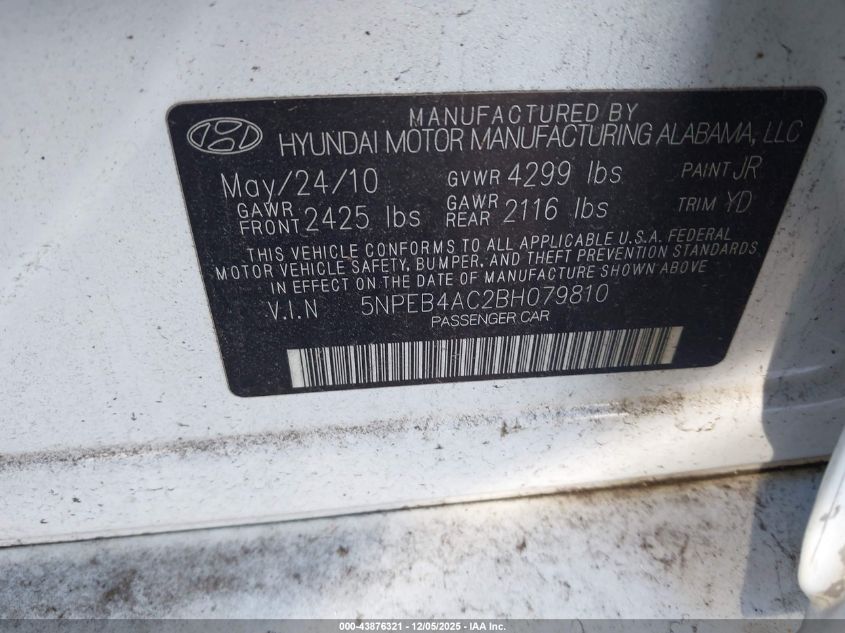 MANUFACTURED BY
HYUNDAI MOTOR MANUFACTURING ALABAMA, LLC
May/24/10 GVWR 4299 lbs PAINT JR
GAWR FRONT 2425 lbs GAWR REAR 2116 lbs TRIM YD
THIS VEHICLE CONFORMS TO ALL APPLICABLE U.S.A. FEDERAL
MOTOR VEHICLE SAFETY, BUMPER, AND THEFT PREVENTION STANDARDS
IN EFFECT ON THE DATE OF MANUFACTURE SHOWN ABOVE
V.I.N 5NPEB4AC2BH079810
PASSENGER CAR
000-43876321 - 12/05/2025 - IAA Inc.